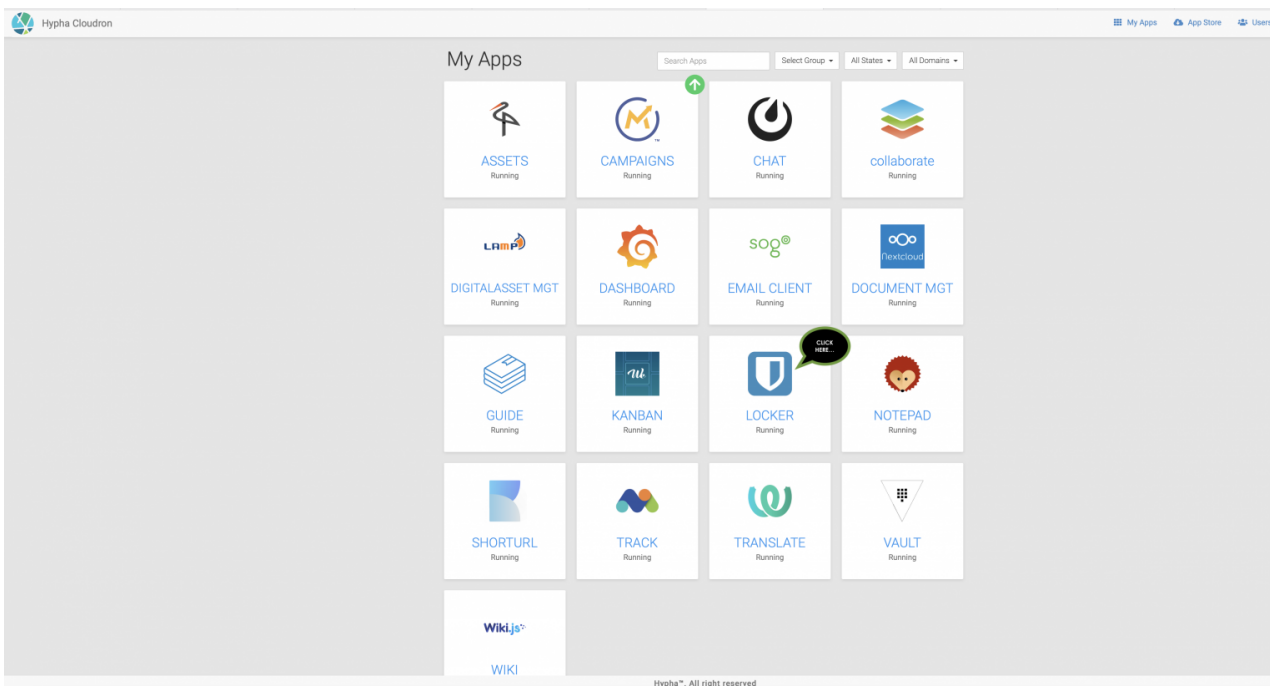 Hypha Cloudron
My Apps
App Store
Users
My Apps
Search Apps
Select Group
All States
All Domains
ASSETS
Running
CAMPAIGNS
Running
CHAT
Running
collaborate
Running
LAMP
DIGITALASSET MGT
Running
DASHBOARD
Running
sogo
EMAIL CLIENT
Running
nextcloud
DOCUMENT MGT
Running
GUIDE
Running
KANBAN
Running
CLICK
HERE...
LOCKER
Running
NOTEPAD
Running
SHORTURL
Running
TRACK
Running
TRANSLATE
Running
VAULT
Running
Wiki.js
WIKI
Hypha™. All right reserved